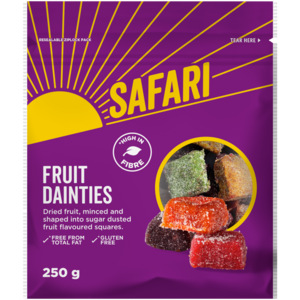 RESEALABLE ZIPLOCK PACK
TEAR HERE
SAFARI
HIGH IN
FIBRE
FRUIT
DAINTIES
Dried fruit, minced and
shaped into sugar dusted
fruit flavoured squares.
✓FREE FROM TOTAL FAT ✓GLUTEN FREE
250 g